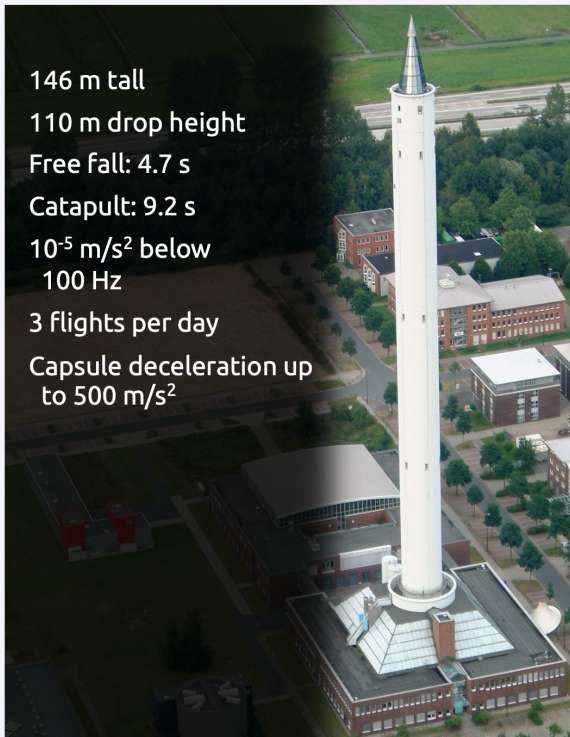 146 m tall
110 m drop height
Free fall: 4.7 s
Catapult: 9.2 s
10⁻⁵ m/s² below
100 Hz
3 flights per day
Capsule deceleration up
to 500 m/s²